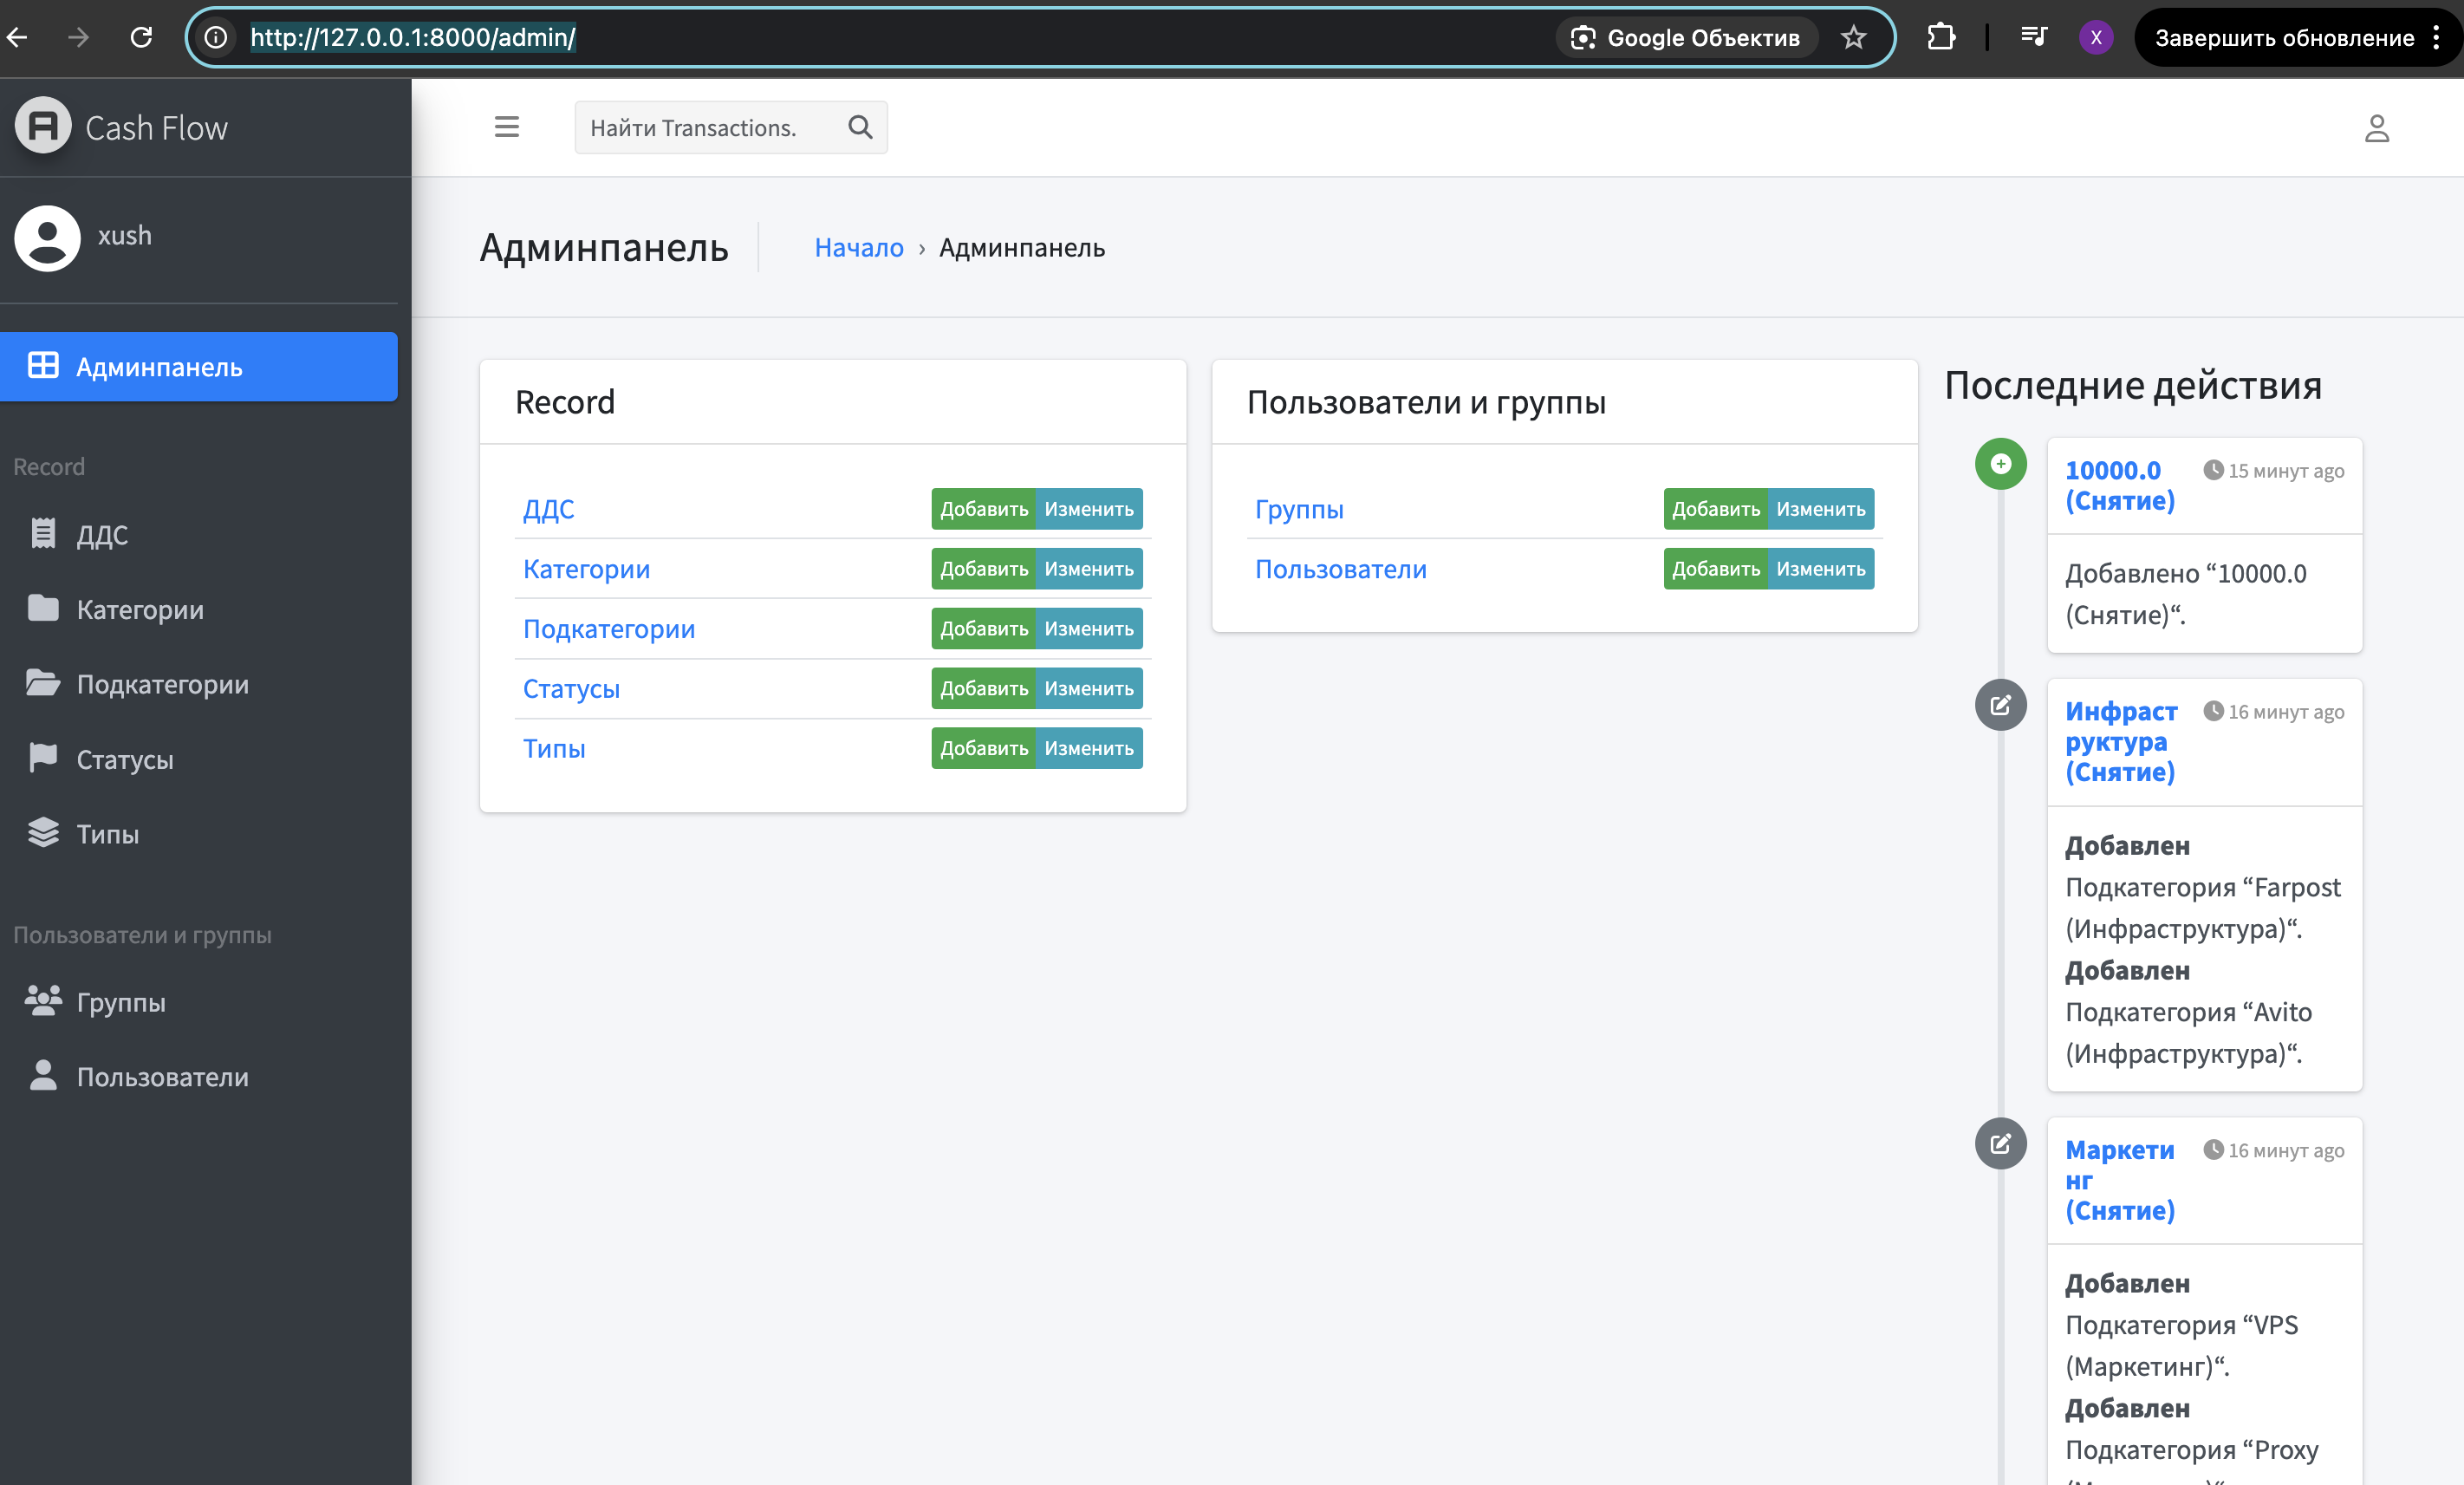 http://127.0.0.1:8000/admin/
Google Объектив
X
Завершить обновление
Cash Flow
Найти Transactions.
xush
Админпанель
Начало › Админпанель
Админпанель
Record
ДДС
Категории
Подкатегории
Статусы
Типы
Пользователи и группы
Группы
Пользователи
Record
ДДС Добавить Изменить
Категории Добавить Изменить
Подкатегории Добавить Изменить
Статусы Добавить Изменить
Типы Добавить Изменить
Пользователи и группы
Группы Добавить Изменить
Пользователи Добавить Изменить
Последние действия
10000.0 15 минут ago
(Снятие)
Добавлено “10000.0
(Снятие)“.
Инфраст 16 минут ago
руктура
(Снятие)
Добавлен
Подкатегория “Farpost
(Инфраструктура)“.
Добавлен
Подкатегория “Avito
(Инфраструктура)“.
Маркети 16 минут ago
нг
(Снятие)
Добавлен
Подкатегория “VPS
(Маркетинг)“.
Добавлен
Подкатегория “Proxy